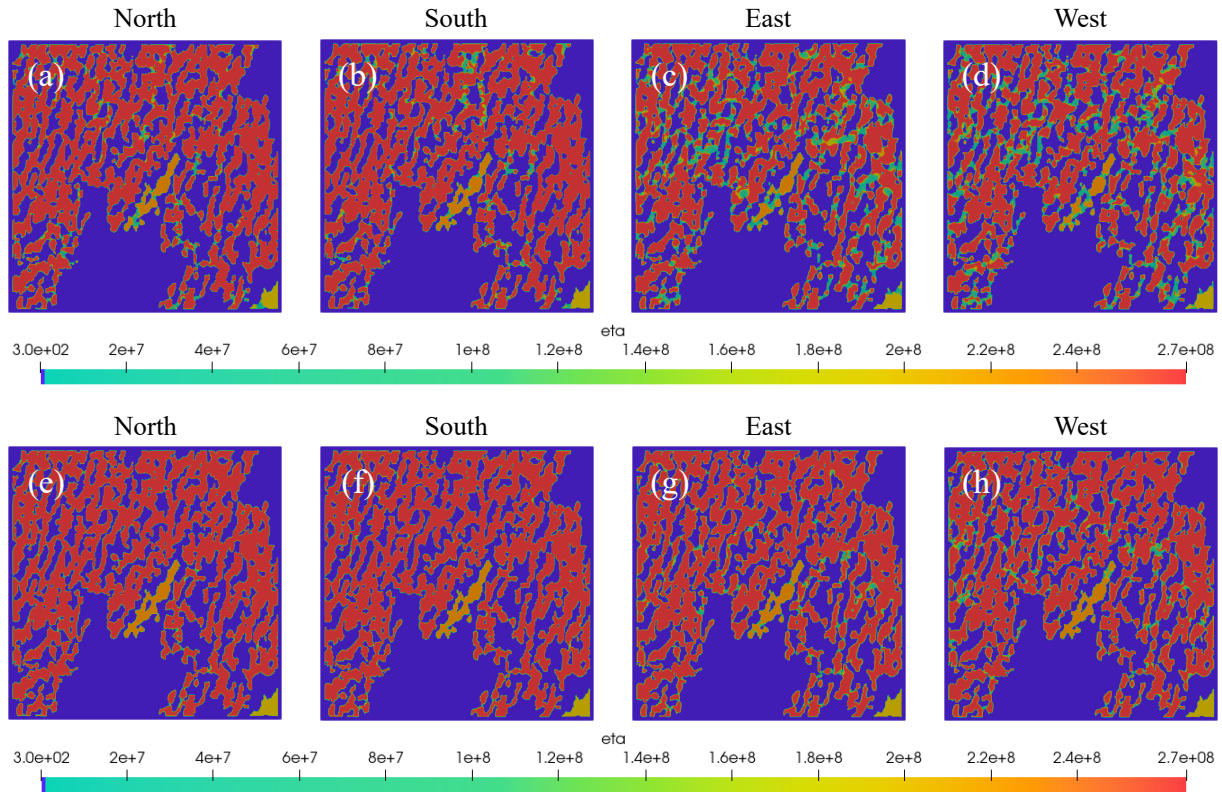 North South East West
(a) (b) (c) (d)
eta
3.0e+02 2e+7 4e+7 6e+7 8e+7 1e+8 1.2e+8 1.4e+8 1.6e+8 1.8e+8 2e+8 2.2e+8 2.4e+8 2.7e+08
North South East West
(e) (f) (g) (h)
eta
3.0e+02 2e+7 4e+7 6e+7 8e+7 1e+8 1.2e+8 1.4e+8 1.6e+8 1.8e+8 2e+8 2.2e+8 2.4e+8 2.7e+08